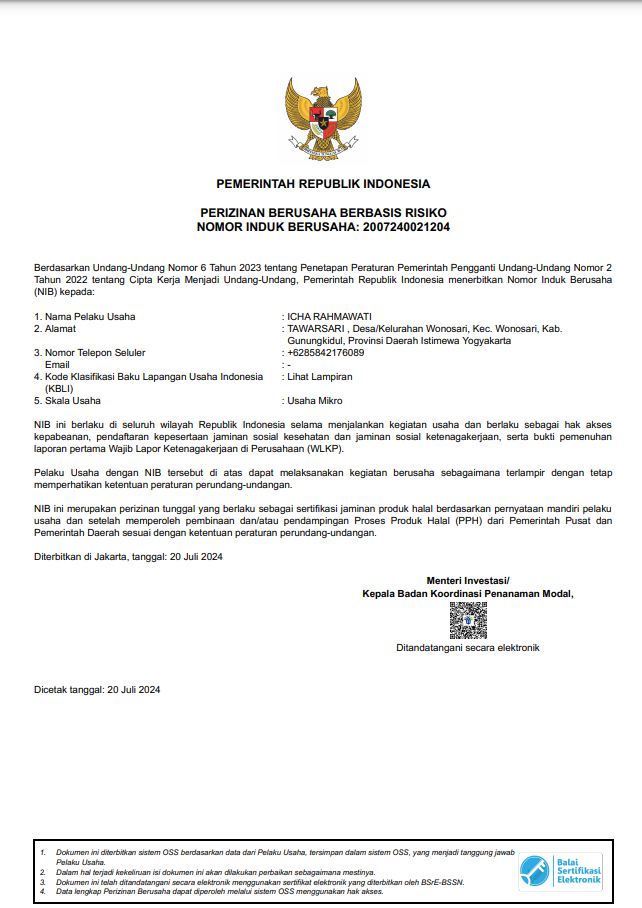 PEMERINTAH REPUBLIK INDONESIA
PERIZINAN BERUSAHA BERBASIS RISIKO
NOMOR INDUK BERUSAHA: 2007240021204
Berdasarkan Undang-Undang Nomor 6 Tahun 2023 tentang Penetapan Peraturan Pemerintah Pengganti Undang-Undang Nomor 2
Tahun 2022 tentang Cipta Kerja Menjadi Undang-Undang, Pemerintah Republik Indonesia menerbitkan Nomor Induk Berusaha
(NIB) kepada:
1. Nama Pelaku Usaha : ICHA RAHMAWATI
2. Alamat : TAWARSARI , Desa/Kelurahan Wonosari, Kec. Wonosari, Kab.
Gunungkidul, Provinsi Daerah Istimewa Yogyakarta
3. Nomor Telepon Seluler : +6285842176089
Email : -
4. Kode Klasifikasi Baku Lapangan Usaha Indonesia : Lihat Lampiran
(KBLI)
5. Skala Usaha : Usaha Mikro
NIB ini berlaku di seluruh wilayah Republik Indonesia selama menjalankan kegiatan usaha dan berlaku sebagai hak akses
kepabeanan, pendaftaran kepesertaan jaminan sosial kesehatan dan jaminan sosial ketenagakerjaan, serta bukti pemenuhan
laporan pertama Wajib Lapor Ketenagakerjaan di Perusahaan (WLKP).
Pelaku Usaha dengan NIB tersebut di atas dapat melaksanakan kegiatan berusaha sebagaimana terlampir dengan tetap
memperhatikan ketentuan peraturan perundang-undangan.
NIB ini merupakan perizinan tunggal yang berlaku sebagai sertifikasi jaminan produk halal berdasarkan pernyataan mandiri pelaku
usaha dan setelah memperoleh pembinaan dan/atau pendampingan Proses Produk Halal (PPH) dari Pemerintah Pusat dan
Pemerintah Daerah sesuai dengan ketentuan peraturan perundang-undangan.
Diterbitkan di Jakarta, tanggal: 20 Juli 2024
Menteri Investasi/
Kepala Badan Koordinasi Penanaman Modal,
Ditandatangani secara elektronik
Dicetak tanggal: 20 Juli 2024
1. Dokumen ini diterbitkan sistem OSS berdasarkan data dari Pelaku Usaha, tersimpan dalam sistem OSS, yang menjadi tanggung jawab
Pelaku Usaha.
2. Dalam hal terjadi kekeliruan isi dokumen ini akan dilakukan perbaikan sebagaimana mestinya.
3. Dokumen ini telah ditandatangani secara elektronik menggunakan sertifikat elektronik yang diterbitkan oleh BSrE-BSSN.
4. Data lengkap Perizinan Berusaha dapat diperoleh melalui sistem OSS menggunakan hak akses.
Balai
Sertifikasi
Elektronik